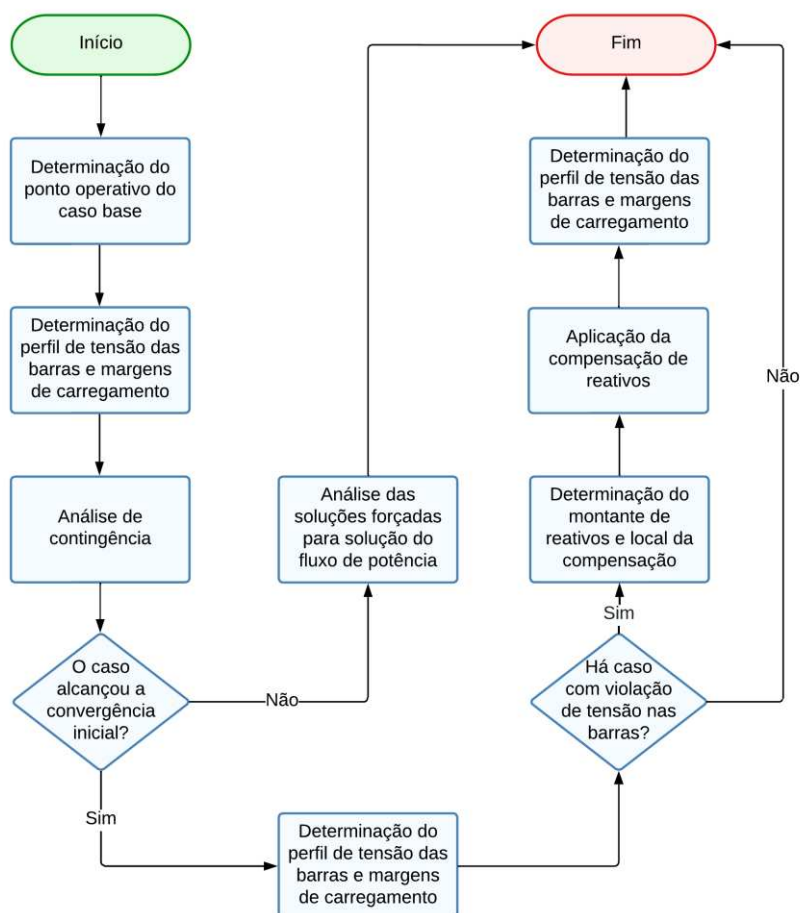 Início
Determinação do
ponto operativo do
caso base
Determinação do
perfil de tensão das
barras e margens
de carregamento
Análise de
contingência
O caso
alcançou a
convergência
inicial?
Não
Análise das
soluções forçadas
para solução do
fluxo de potência
Sim
Determinação do
perfil de tensão das
barras e margens
de carregamento
Há caso
com violação
de tensão nas
barras?
Sim
Determinação do
montante de
reativos e local da
compensação
Aplicação da
compensação de
reativos
Determinação do
perfil de tensão das
barras e margens
de carregamento
Não
Fim